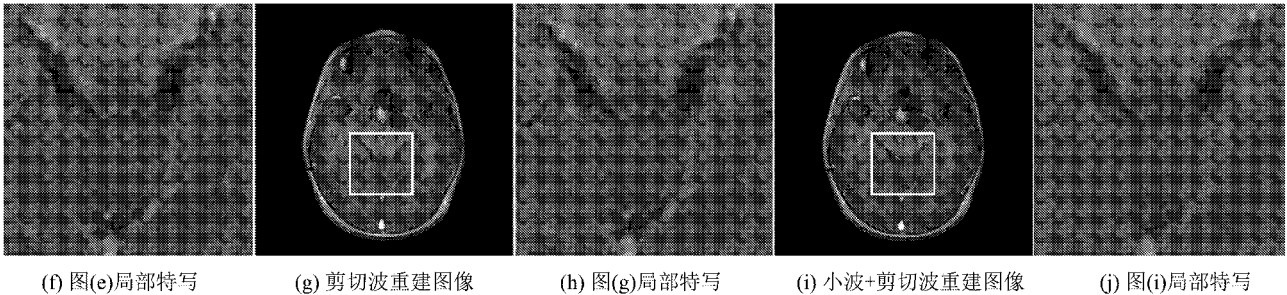 (f) 图(e)局部特写
(g) 剪切波重建图像
(h) 图(g)局部特写
(i) 小波+剪切波重建图像
(j) 图(i)局部特写